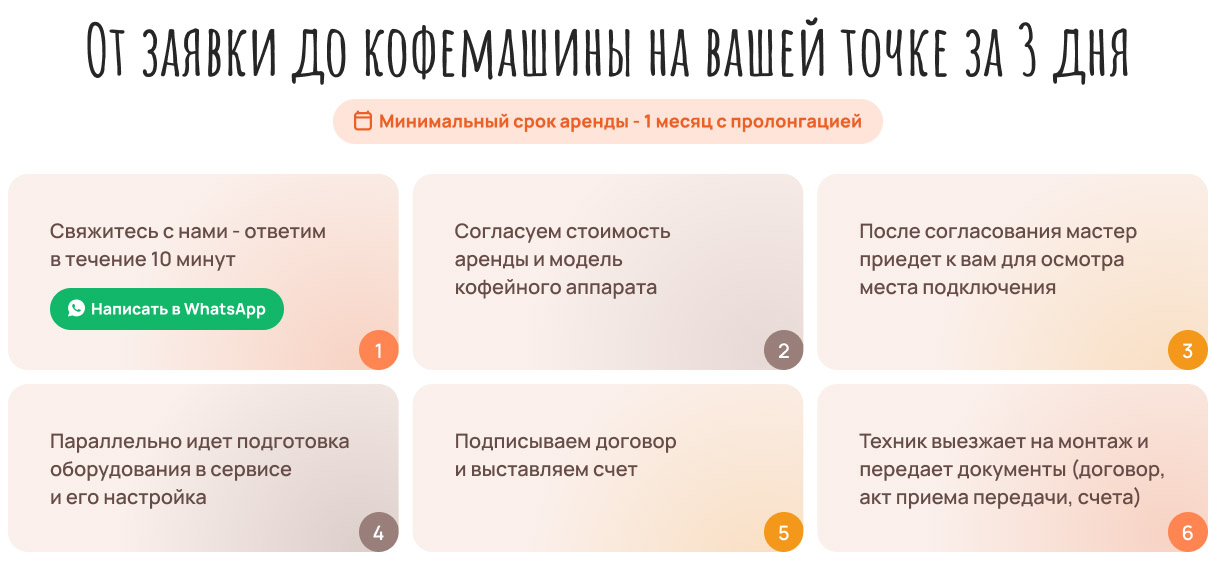 От заявки до кофемашины на вашей точке за 3 дня
Минимальный срок аренды - 1 месяц с пролонгацией
Свяжитесь с нами - ответим
в течение 10 минут
Написать в WhatsApp
1
Согласуем стоимость
аренды и модель
кофейного аппарата
2
После согласования мастер
приедет к вам для осмотра
места подключения
3
Параллельно идет подготовка
оборудования в сервисе
и его настройка
4
Подписываем договор
и выставляем счет
5
Техник выезжает на монтаж и
передает документы (договор,
акт приема передачи, счета)
6